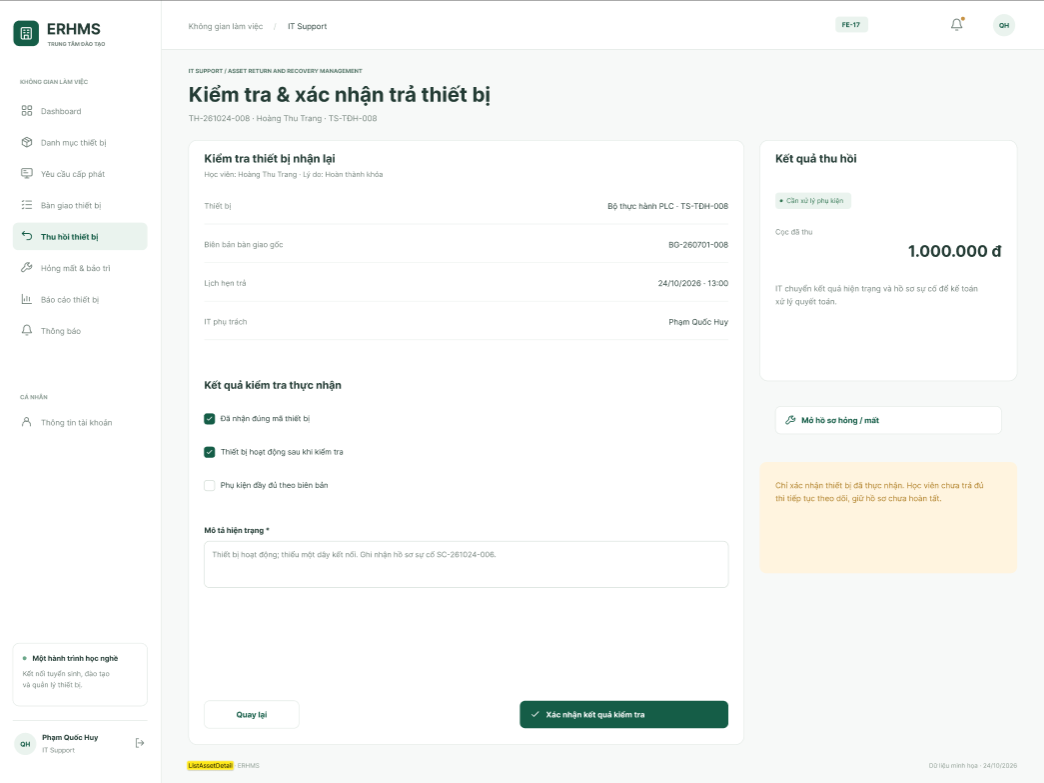 ERHMS
TRUNG TÂM ĐÀO TẠO
KHÔNG GIAN LÀM VIỆC
Dashboard
Danh mục thiết bị
Yêu cầu cấp phát
Bàn giao thiết bị
Thu hồi thiết bị
Hỏng mất & bảo trì
Báo cáo thiết bị
Thông báo
CÁ NHÂN
Thông tin tài khoản
Một hành trình học nghề
Kết nối tuyển sinh, đào tạo
và quản lý thiết bị.
QH
Phạm Quốc Huy
IT Support
Không gian làm việc / IT Support
FE-17
QH
IT SUPPORT / ASSET RETURN AND RECOVERY MANAGEMENT
Kiểm tra & xác nhận trả thiết bị
TH-261024-008 · Hoàng Thu Trang · TS-TĐH-008
Kiểm tra thiết bị nhận lại
Học viên: Hoàng Thu Trang · Lý do: Hoàn thành khóa
Thiết bị
Bộ thực hành PLC · TS-TĐH-008
Biên bản bàn giao gốc
BG-260701-008
Lịch hẹn trả
24/10/2026 · 13:00
IT phụ trách
Phạm Quốc Huy
Kết quả kiểm tra thực nhận
Đã nhận đúng mã thiết bị
Thiết bị hoạt động sau khi kiểm tra
Phụ kiện đầy đủ theo biên bản
Mô tả hiện trạng *
Thiết bị hoạt động; thiếu một dây kết nối. Ghi nhận hồ sơ sự cố SC-261024-006.
Quay lại
Xác nhận kết quả kiểm tra
Kết quả thu hồi
Cần xử lý phụ kiện
Cọc đã thu
1.000.000 đ
IT chuyển kết quả hiện trạng và hồ sơ sự cố để kế toán
xử lý quyết toán.
Mở hồ sơ hỏng / mất
Chỉ xác nhận thiết bị đã thực nhận. Học viên chưa trả đủ
thì tiếp tục theo dõi, giữ hồ sơ chưa hoàn tất.
ListAssetDetail · ERHMS
Dữ liệu minh họa · 24/10/2026